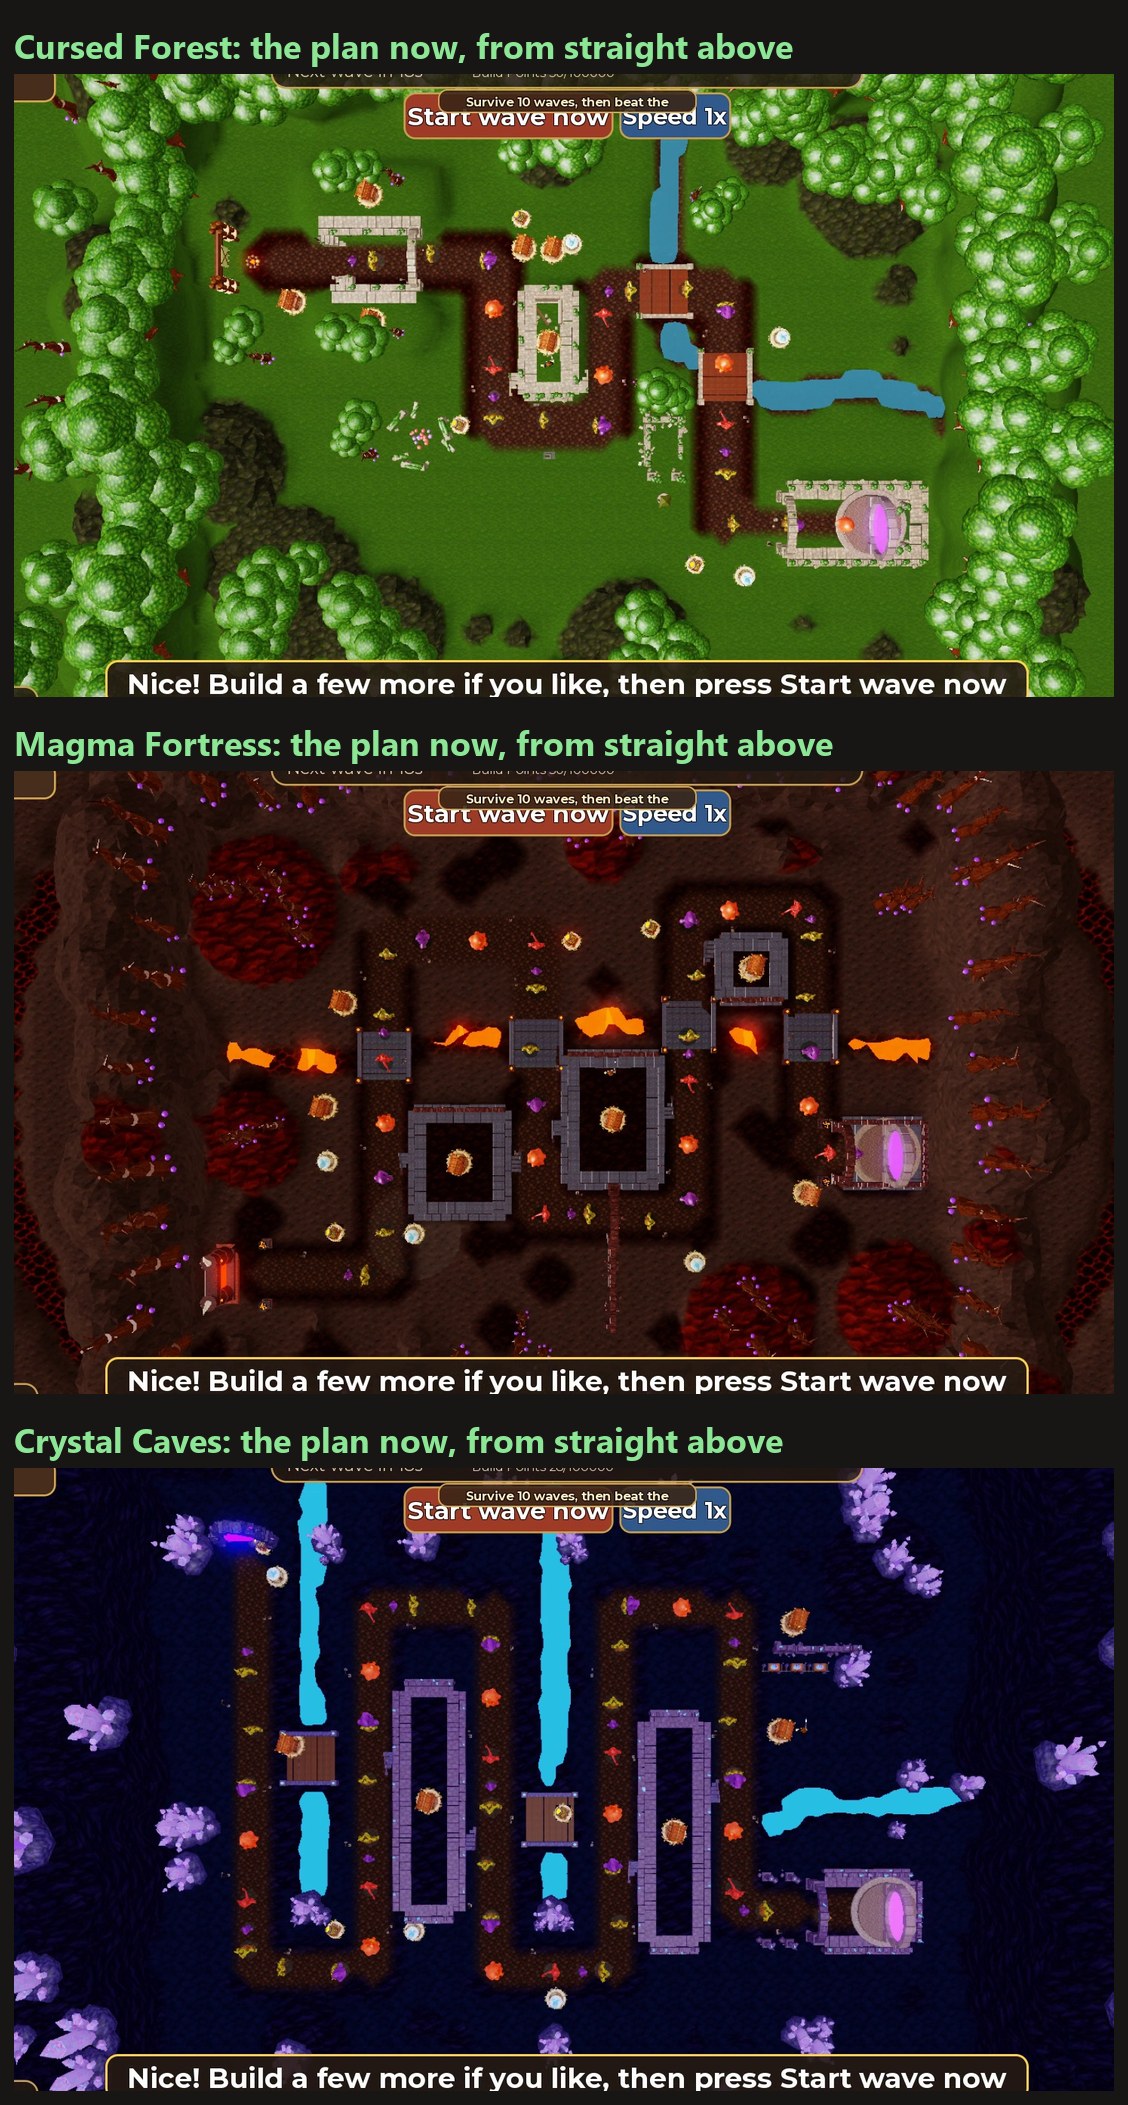 Cursed Forest: the plan now, from straight above
Survive 10 waves, then beat the
Start wave now
Speed 1x
Nice! Build a few more if you like, then press Start wave now
Magma Fortress: the plan now, from straight above
Survive 10 waves, then beat the
Start wave now
Speed 1x
Nice! Build a few more if you like, then press Start wave now
Crystal Caves: the plan now, from straight above
Survive 10 waves, then beat the
Start wave now
Speed 1x
Nice! Build a few more if you like, then press Start wave now